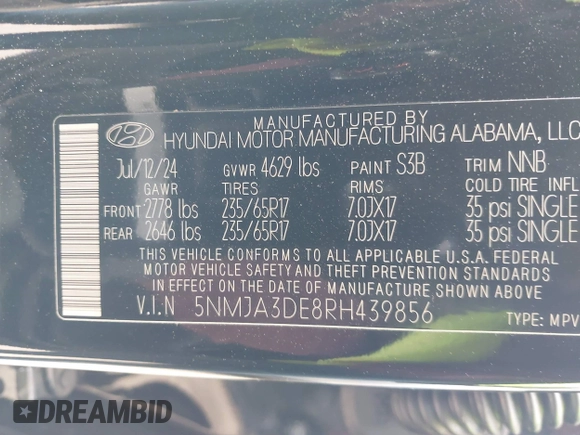 MANUFACTURED BY
HYUNDAI MOTOR MANUFACTURING ALABAMA, LLC
Jul/12/24 GVWR 4629 lbs PAINT S3B TRIM NNB
GAWR TIRES RIMS COLD TIRE INFL
FRONT 2778 lbs 235/65R17 7.0JX17 35 psi SINGLE
REAR 2646 lbs 235/65R17 7.0JX17 35 psi SINGLE
THIS VEHICLE CONFORMS TO ALL APPLICABLE U.S.A. FEDERAL
MOTOR VEHICLE SAFETY AND THEFT PREVENTION STANDARDS
IN EFFECT ON THE DATE OF MANUFACTURE SHOWN ABOVE.
V.I.N 5NMJA3DE8RH439856 TYPE: MPV
DREAMBID